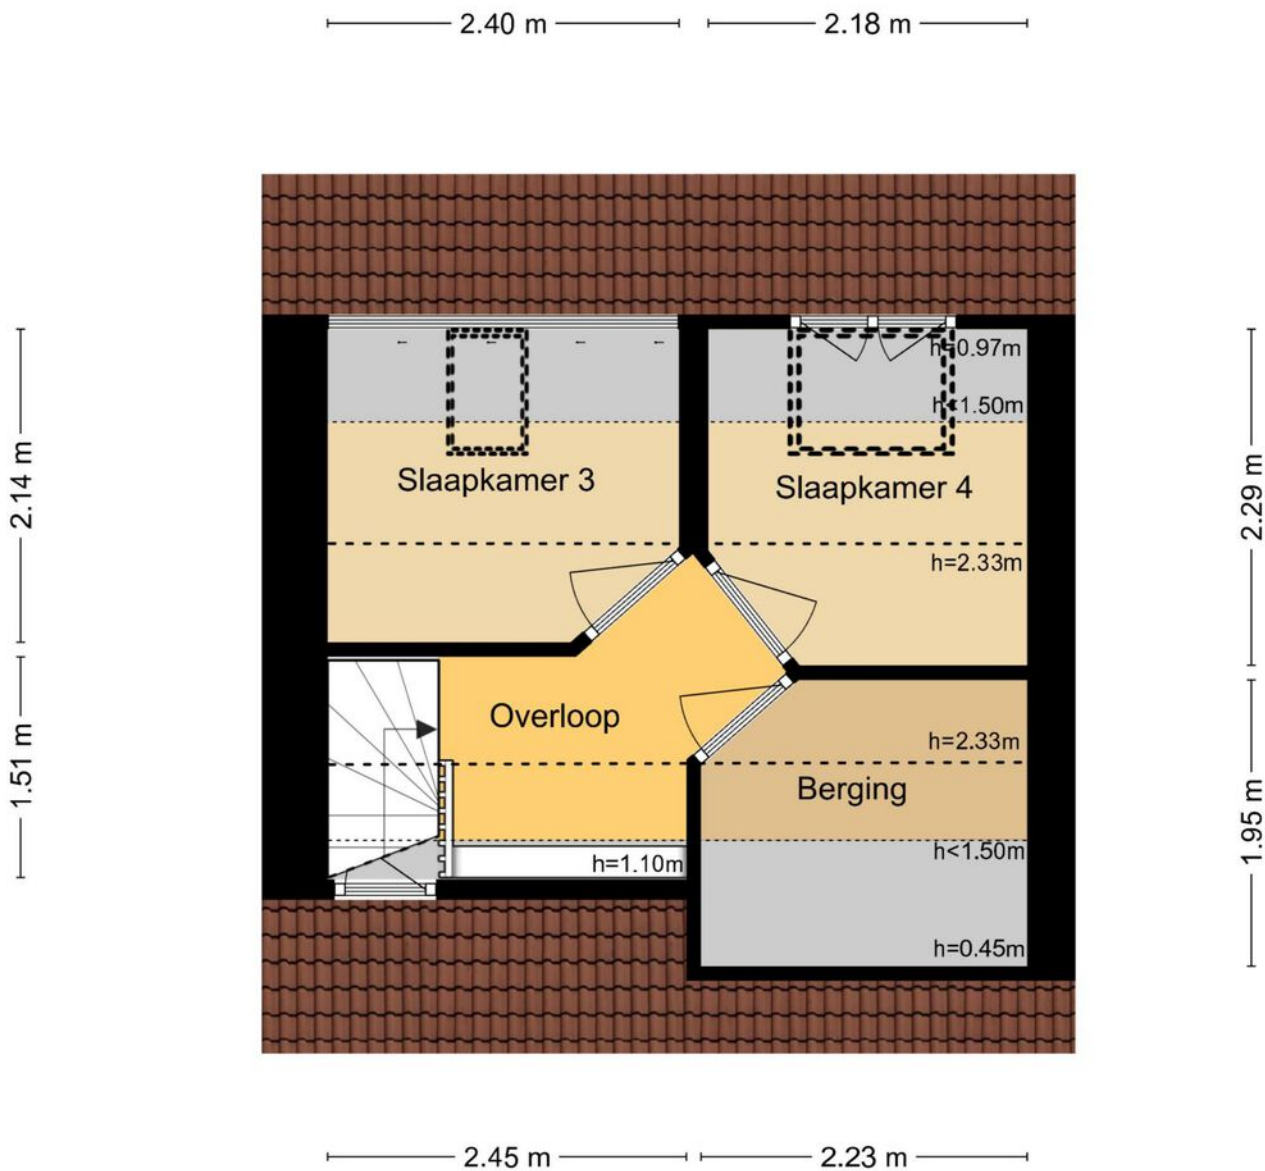 2.40 m
2.18 m
h=0.97m
h<1.50m
Slaapkamer 3
Slaapkamer 4
2.14 m
2.29 m
h=2.33m
Overloop
h=2.33m
1.51 m
Berging
1.95 m
h<1.50m
h=1.10m
h=0.45m
2.45 m
2.23 m